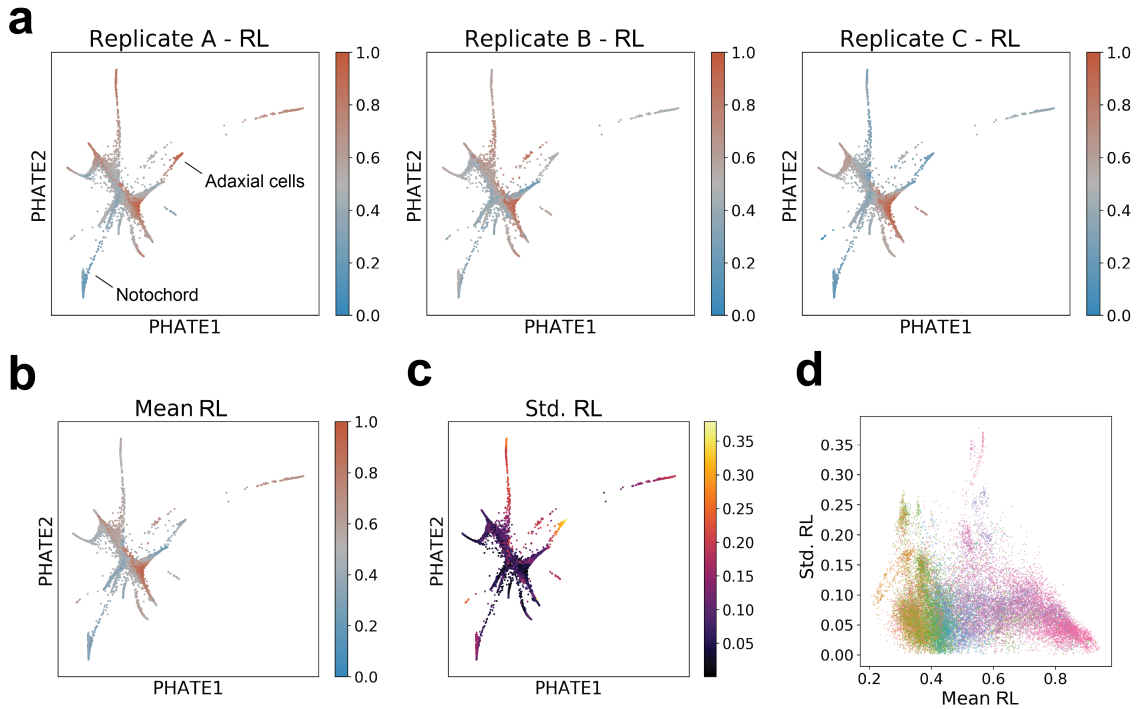 a
Replicate A - RL
Replicate B - RL
Replicate C - RL
PHATE2
Adaxial cells
Notochord
PHATE1
1.0
0.8
0.6
0.4
0.2
0.0
PHATE2
PHATE1
1.0
0.8
0.6
0.4
0.2
0.0
PHATE2
PHATE1
1.0
0.8
0.6
0.4
0.2
0.0
b
Mean RL
PHATE2
PHATE1
1.0
0.8
0.6
0.4
0.2
0.0
c
Std. RL
PHATE2
PHATE1
0.35
0.30
0.25
0.20
0.15
0.10
0.05
d
Std. RL
0.35
0.30
0.25
0.20
0.15
0.10
0.05
0.00
0.2 0.4 0.6 0.8
Mean RL